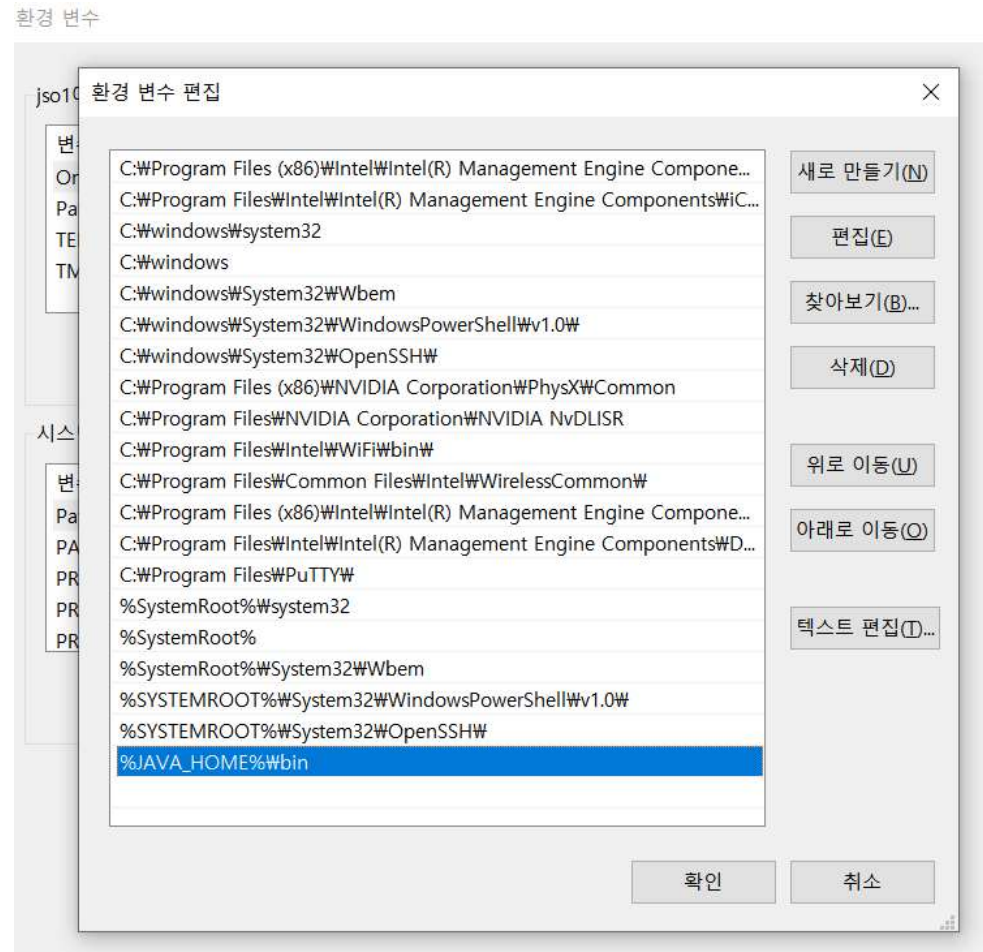 환경 변수
환경 변수 편집
jso1
변
Or
Pa
TE
TM
시스
변
Pa
PA
PR
PR
PR
C:₩Program Files (x86)₩Intel₩Intel(R) Management Engine Compone...
C:₩Program Files₩Intel₩Intel(R) Management Engine Components₩iC...
C:₩windows₩system32
C:₩windows
C:₩windows₩System32₩Wbem
C:₩windows₩System32₩WindowsPowerShell₩v1.0₩
C:₩windows₩System32₩OpenSSH₩
C:₩Program Files (x86)₩NVIDIA Corporation₩PhysX₩Common
C:₩Program Files₩NVIDIA Corporation₩NVIDIA NvDLISR
C:₩Program Files₩Intel₩WiFi₩bin₩
C:₩Program Files₩Common Files₩Intel₩WirelessCommon₩
C:₩Program Files (x86)₩Intel₩Intel(R) Management Engine Compone...
C:₩Program Files₩Intel₩Intel(R) Management Engine Components₩D...
C:₩Program Files₩PuTTY₩
%SystemRoot%₩system32
%SystemRoot%
%SystemRoot%₩System32₩Wbem
%SYSTEMROOT%₩System32₩WindowsPowerShell₩v1.0₩
%SYSTEMROOT%₩System32₩OpenSSH₩
%JAVA_HOME%₩bin
새로 만들기(N)
편집(E)
찾아보기(B)...
삭제(D)
위로 이동(U)
아래로 이동(O)
텍스트 편집(T)...
확인
취소